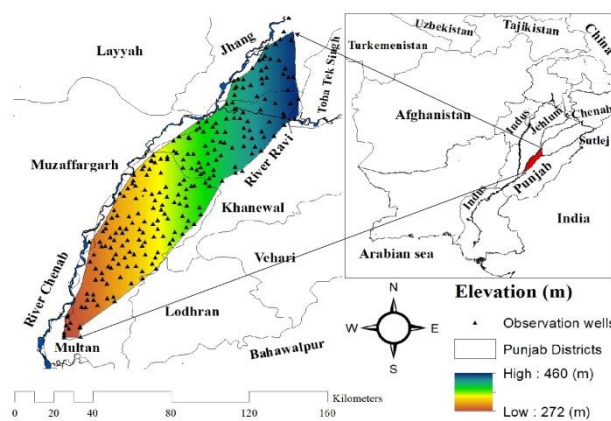 Layyah
Jhang
Toba Tek Singh
Muzaffargarh
River Ravi
Khanewal
Vehari
River Chenab
Lodhran
Multan
Bahawalpur
0 20 40 80 120 160
Kilometers
Uzbekistan
Tajikistan
China
Turkemenistan
Afghanistan
Indus
Jehlum
Chenab
Sutlej
Punjab
Indus
India
Arabian sea
N
W E
S
Elevation (m)
Observation wells
Punjab Districts
High : 460 (m)
Low : 272 (m)